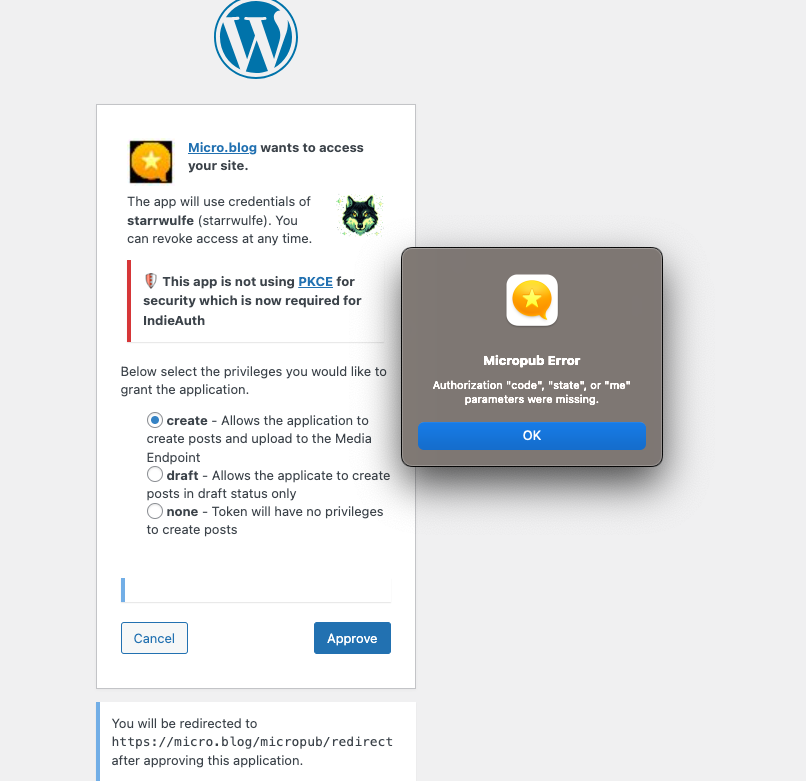 Micro.blog wants to access
your site.
The app will use credentials of
starrwulfe (starrwulfe). You
can revoke access at any time.
This app is not using PKCE for
security which is now required for
IndieAuth
Below select the privileges you would like to
grant the application.
create - Allows the application to
create posts and upload to the Media
Endpoint
draft - Allows the applicate to create
posts in draft status only
none - Token will have no privileges
to create posts
Cancel
Approve
You will be redirected to
https://micro.blog/micropub/redirect
after approving this application.
Micropub Error
Authorization "code", "state", or "me"
parameters were missing.
OK